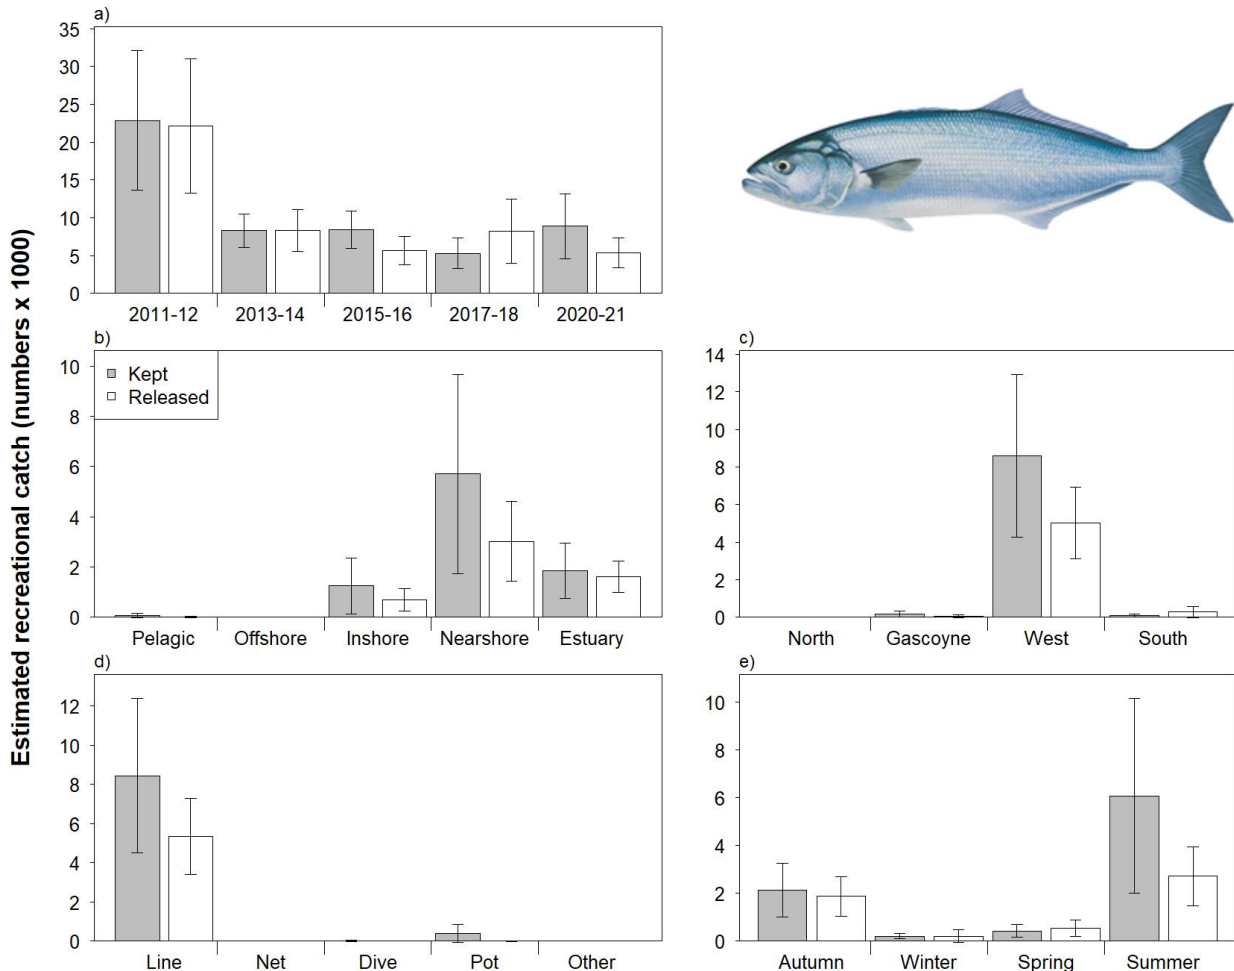 Estimated recreational catch (numbers x 1000)
a)
35
30
25
20
15
10
5
0
2011-12 2013-14 2015-16 2017-18 2020-21
b)
10
8
6
4
2
0
Kept
Released
Pelagic Offshore Inshore Nearshore Estuary
c)
14
12
10
8
6
4
2
0
North Gascoyne West South
d)
12
10
8
6
4
2
0
Line Net Dive Pot Other
e)
10
8
6
4
2
0
Autumn Winter Spring Summer